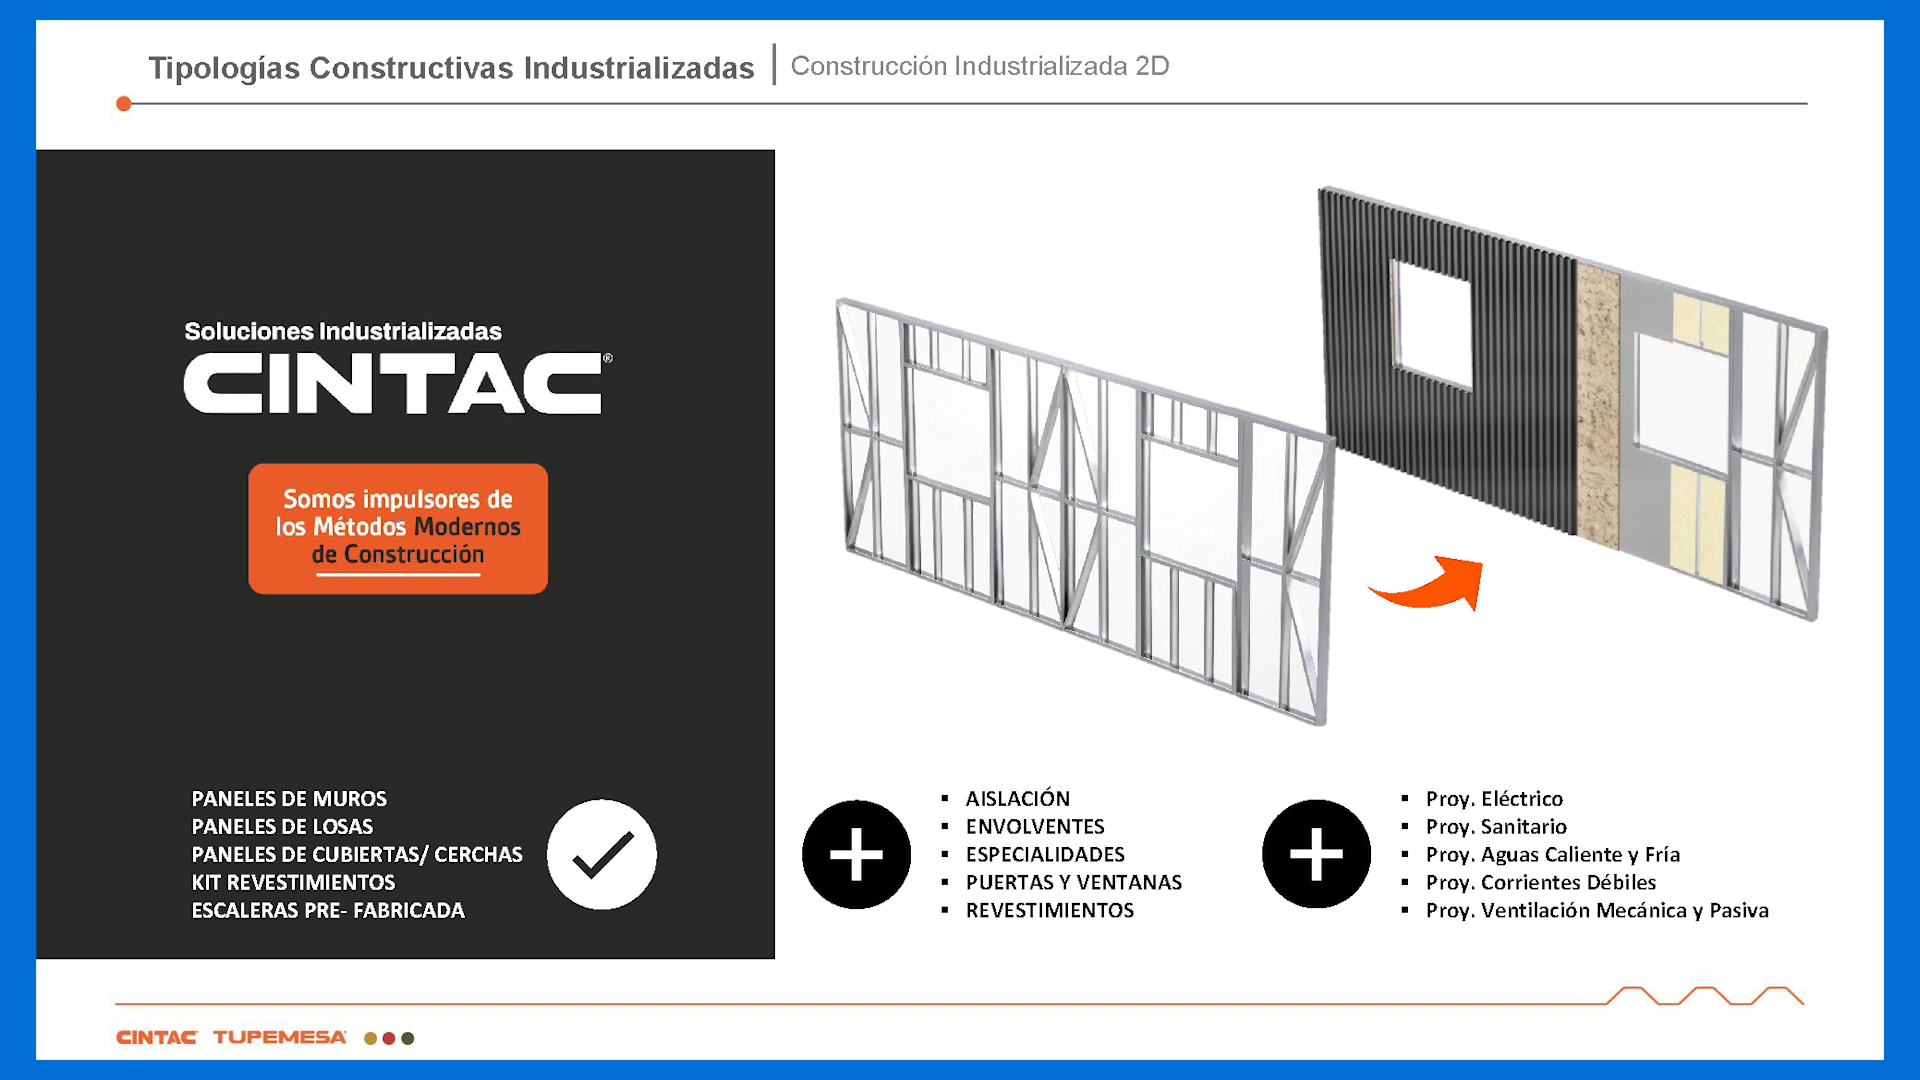 Tipologías Constructivas Industrializadas | Construcción Industrializada 2D
Soluciones Industrializadas
CINTAC®
Somos impulsores de
los Métodos Modernos
de Construcción
PANELES DE MUROS
PANELES DE LOSAS
PANELES DE CUBIERTAS/ CERCHAS
KIT REVESTIMIENTOS
ESCALERAS PRE- FABRICADA
▪ AISLACIÓN
▪ ENVOLVENTES
▪ ESPECIALIDADES
▪ PUERTAS Y VENTANAS
▪ REVESTIMIENTOS
▪ Proy. Eléctrico
▪ Proy. Sanitario
▪ Proy. Aguas Caliente y Fría
▪ Proy. Corrientes Débiles
▪ Proy. Ventilación Mecánica y Pasiva
CINTAC TUPEMESA